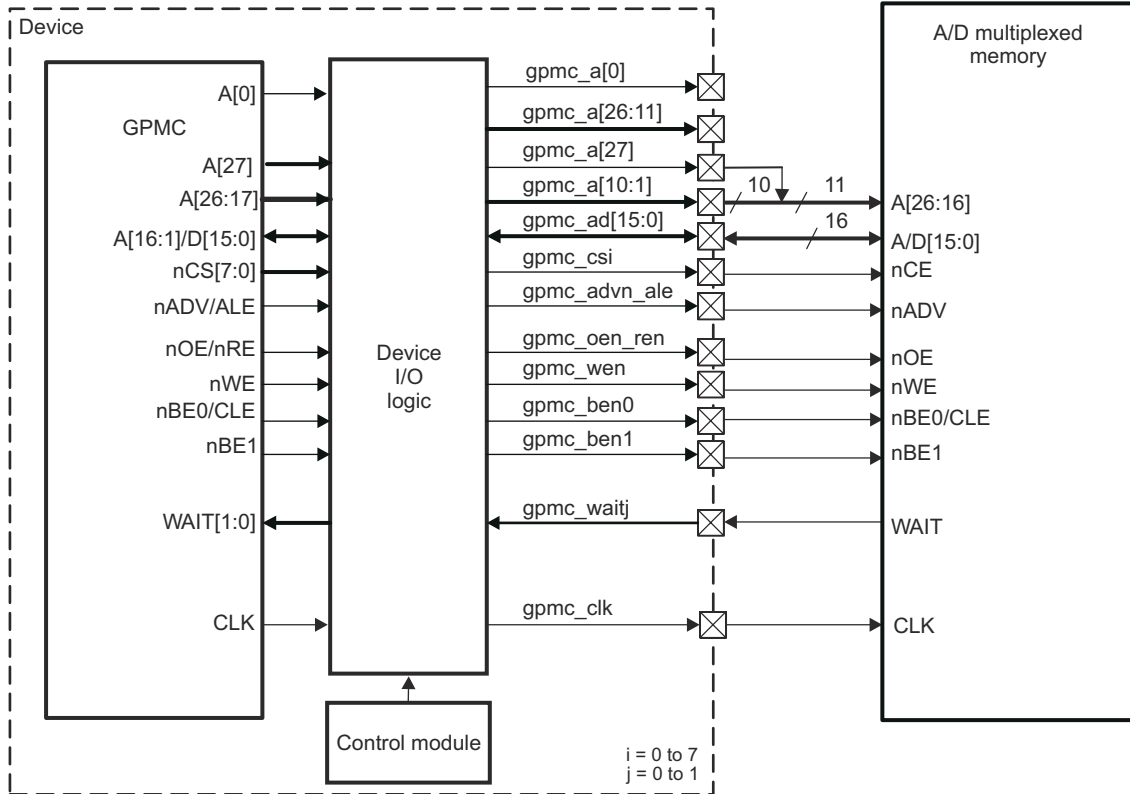 Device
GPMC
A[0]
A[27]
A[26:17]
A[16:1]/D[15:0]
nCS[7:0]
nADV/ALE
nOE/nRE
nWE
nBE0/CLE
nBE1
WAIT[1:0]
CLK
Device
I/O
logic
Control module
gpmc_a[0]
gpmc_a[26:11]
gpmc_a[27]
gpmc_a[10:1]
gpmc_ad[15:0]
gpmc_csi
gpmc_advn_ale
gpmc_oen_ren
gpmc_wen
gpmc_ben0
gpmc_ben1
gpmc_waitj
gpmc_clk
i = 0 to 7
j = 0 to 1
10
11
16
A/D multiplexed
memory
A[26:16]
A/D[15:0]
nCE
nADV
nOE
nWE
nBE0/CLE
nBE1
WAIT
CLK